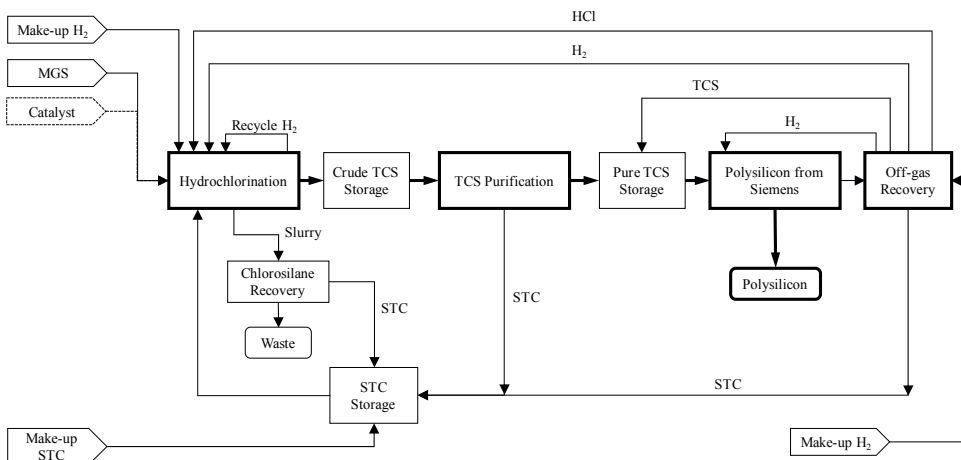 HCl
Make-up H₂
H₂
MGS
TCS
Catalyst
Recycle H₂
H₂
Hydrochlorination
Crude TCS
Storage
TCS Purification
Pure TCS
Storage
Polysilicon from
Siemens
Off-gas
Recovery
Slurry
Chlorosilane
Recovery
STC
STC
Polysilicon
Waste
STC
Storage
STC
Make-up
STC
Make-up H₂